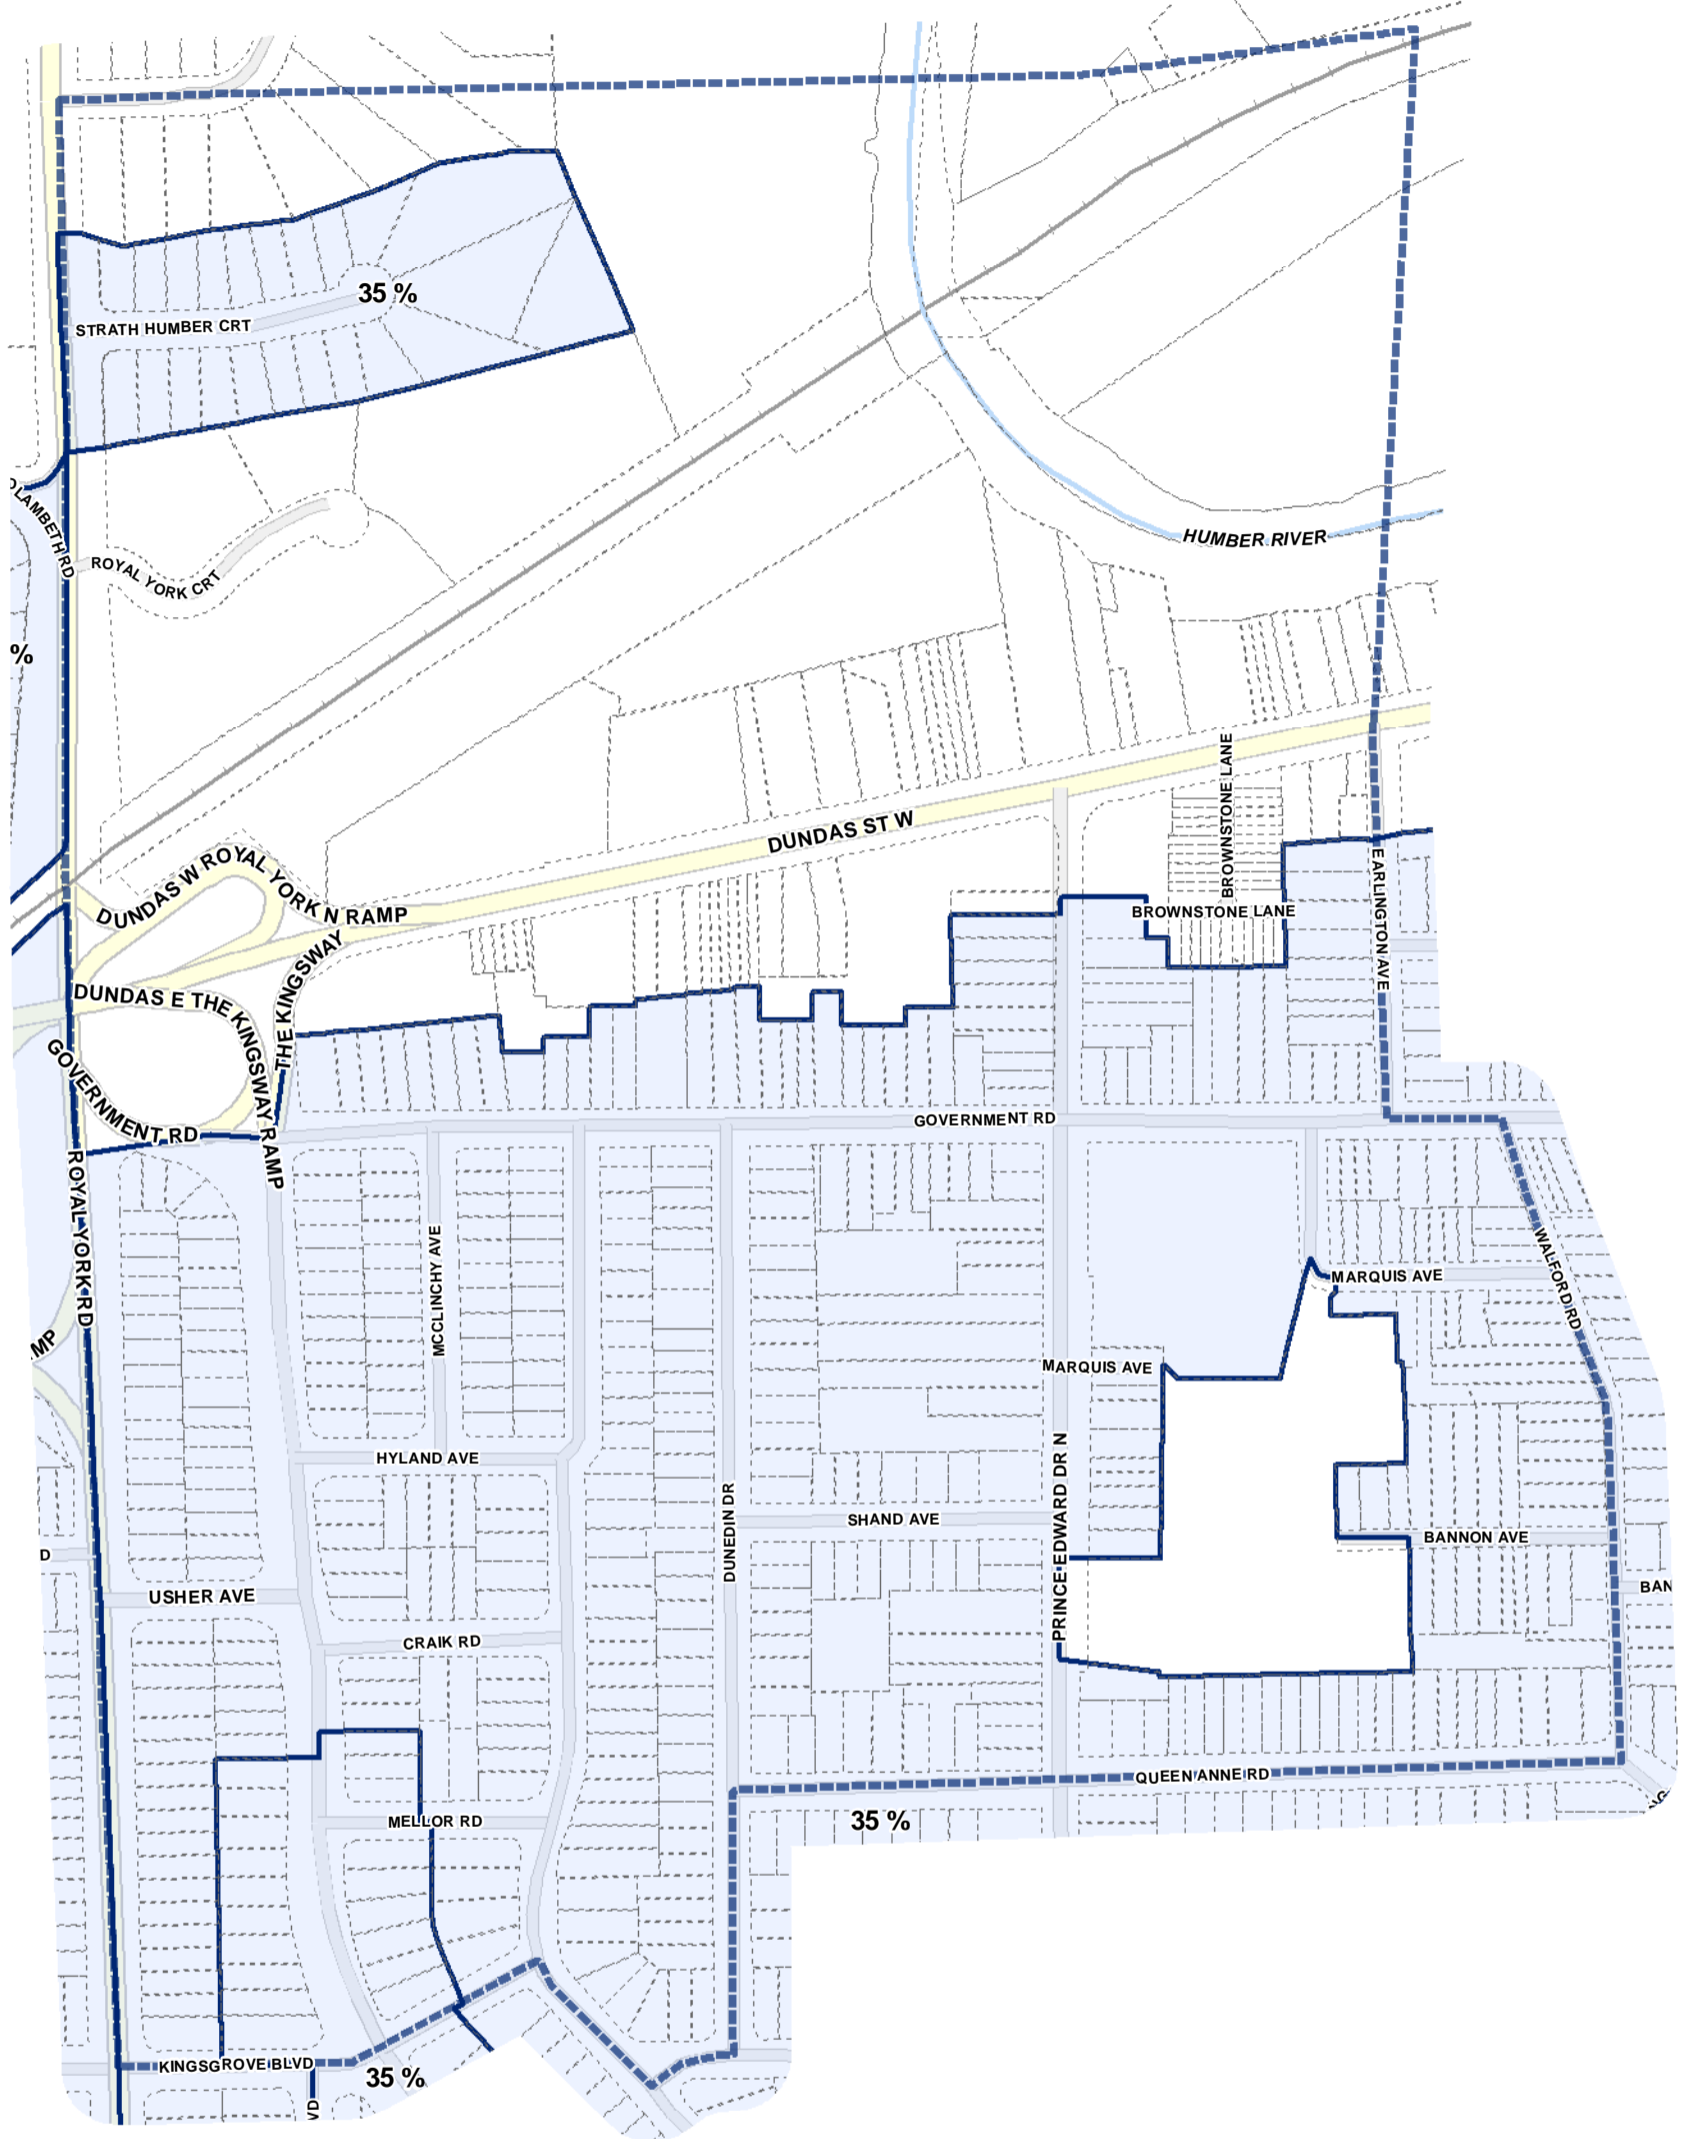 35 %
STRATH HUMBER CRT
LAMBETH RD
HUMBER RIVER
ROYAL YORK CRT
%
BROWNSTONE LANE
DUNDAS ST W
DUNDAS W ROYAL YORK N RAMP
EARLINGTON AVE
BROWNSTONE LANE
THE KINGSWAY
DUNDAS E THE KINGSWAY RAMP
GOVERNMENT RD
GOVERNMENT RD
ROYAL YORK RD
MCCLINCHY AVE
WALFORD RD
MARQUIS AVE
MP
MARQUIS AVE
HYLAND AVE
PRINCE EDWARD DR N
DUNEDIN DR
SHAND AVE
BANNON AVE
D
BAN
USHER AVE
CRAIK RD
QUEEN ANNE RD
MELLOR RD
35 %
KINGSGROVE BLVD
35 %
VD